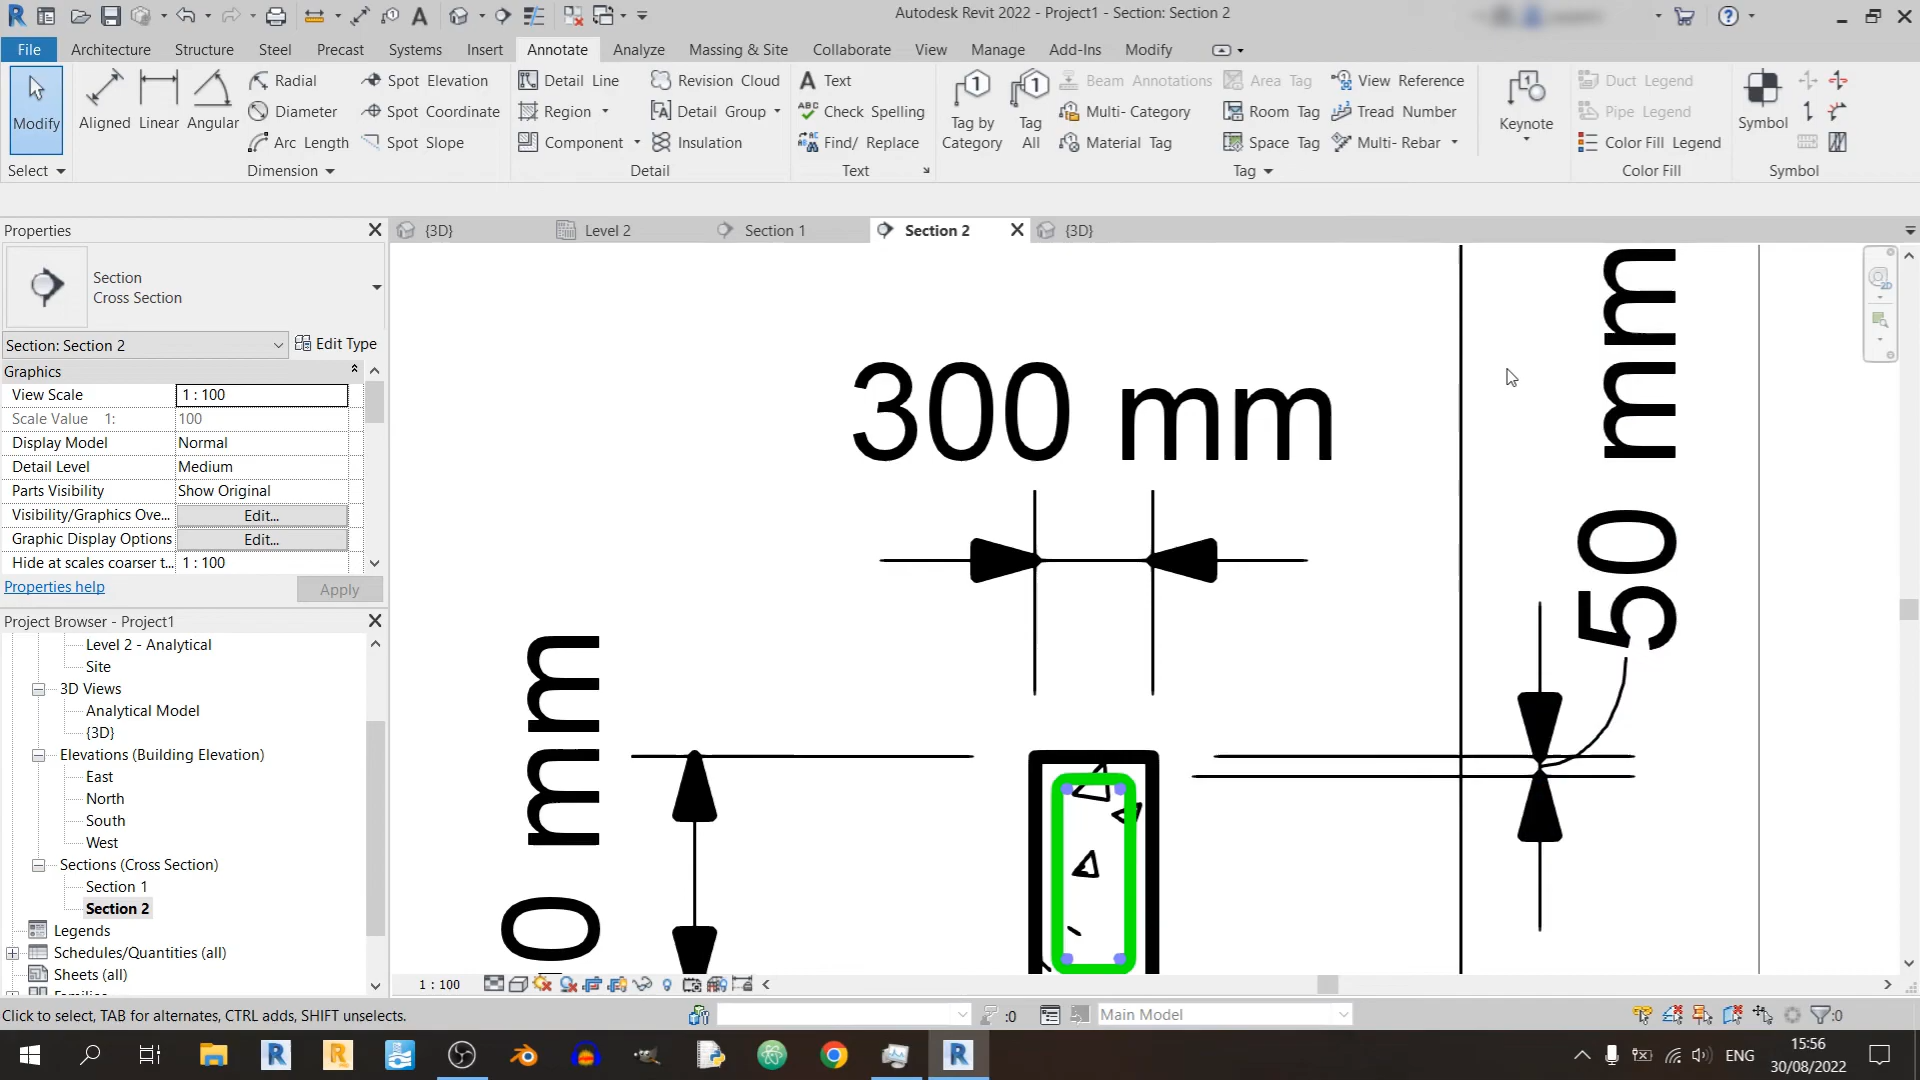 Autodesk Revit 2022 - Project1 - Section: Section 2
File Architecture Structure Steel Precast Systems Insert Annotate Analyze Massing & Site Collaborate View Manage Add-Ins Modify
Modify
Select
Aligned Linear Angular
Radial
Diameter
Arc Length
Spot Elevation
Spot Coordinate
Spot Slope
Dimension
Detail Line
Region
Component
Revision Cloud
Detail Group
Insulation
Detail
Text
Check Spelling
Find/ Replace
Text
Tag by
Category
Tag
All
Beam Annotations
Multi- Category
Material Tag
Area Tag
Room Tag
Space Tag
View Reference
Tread Number
Multi- Rebar
Tag
Keynote
Duct Legend
Pipe Legend
Color Fill Legend
Color Fill
Symbol
Symbol
Properties
Section
Cross Section
Section: Section 2
Edit Type
Graphics
View Scale 1 : 100
Scale Value 1: 100
Display Model Normal
Detail Level Medium
Parts Visibility Show Original
Visibility/Graphics Ove... Edit...
Graphic Display Options Edit...
Hide at scales coarser t... 1 : 100
Properties help
Apply
Project Browser - Project1
Level 2 - Analytical
Site
3D Views
Analytical Model
{3D}
Elevations (Building Elevation)
East
North
South
West
Sections (Cross Section)
Section 1
Section 2
Legends
Schedules/Quantities (all)
Sheets (all)
{3D} Level 2 Section 1 Section 2 {3D}
300 mm
50 mm
0 mm
1 : 100
Click to select, TAB for alternates, CTRL adds, SHIFT unselects.
:0
Main Model
:0
ENG
15:56
30/08/2022